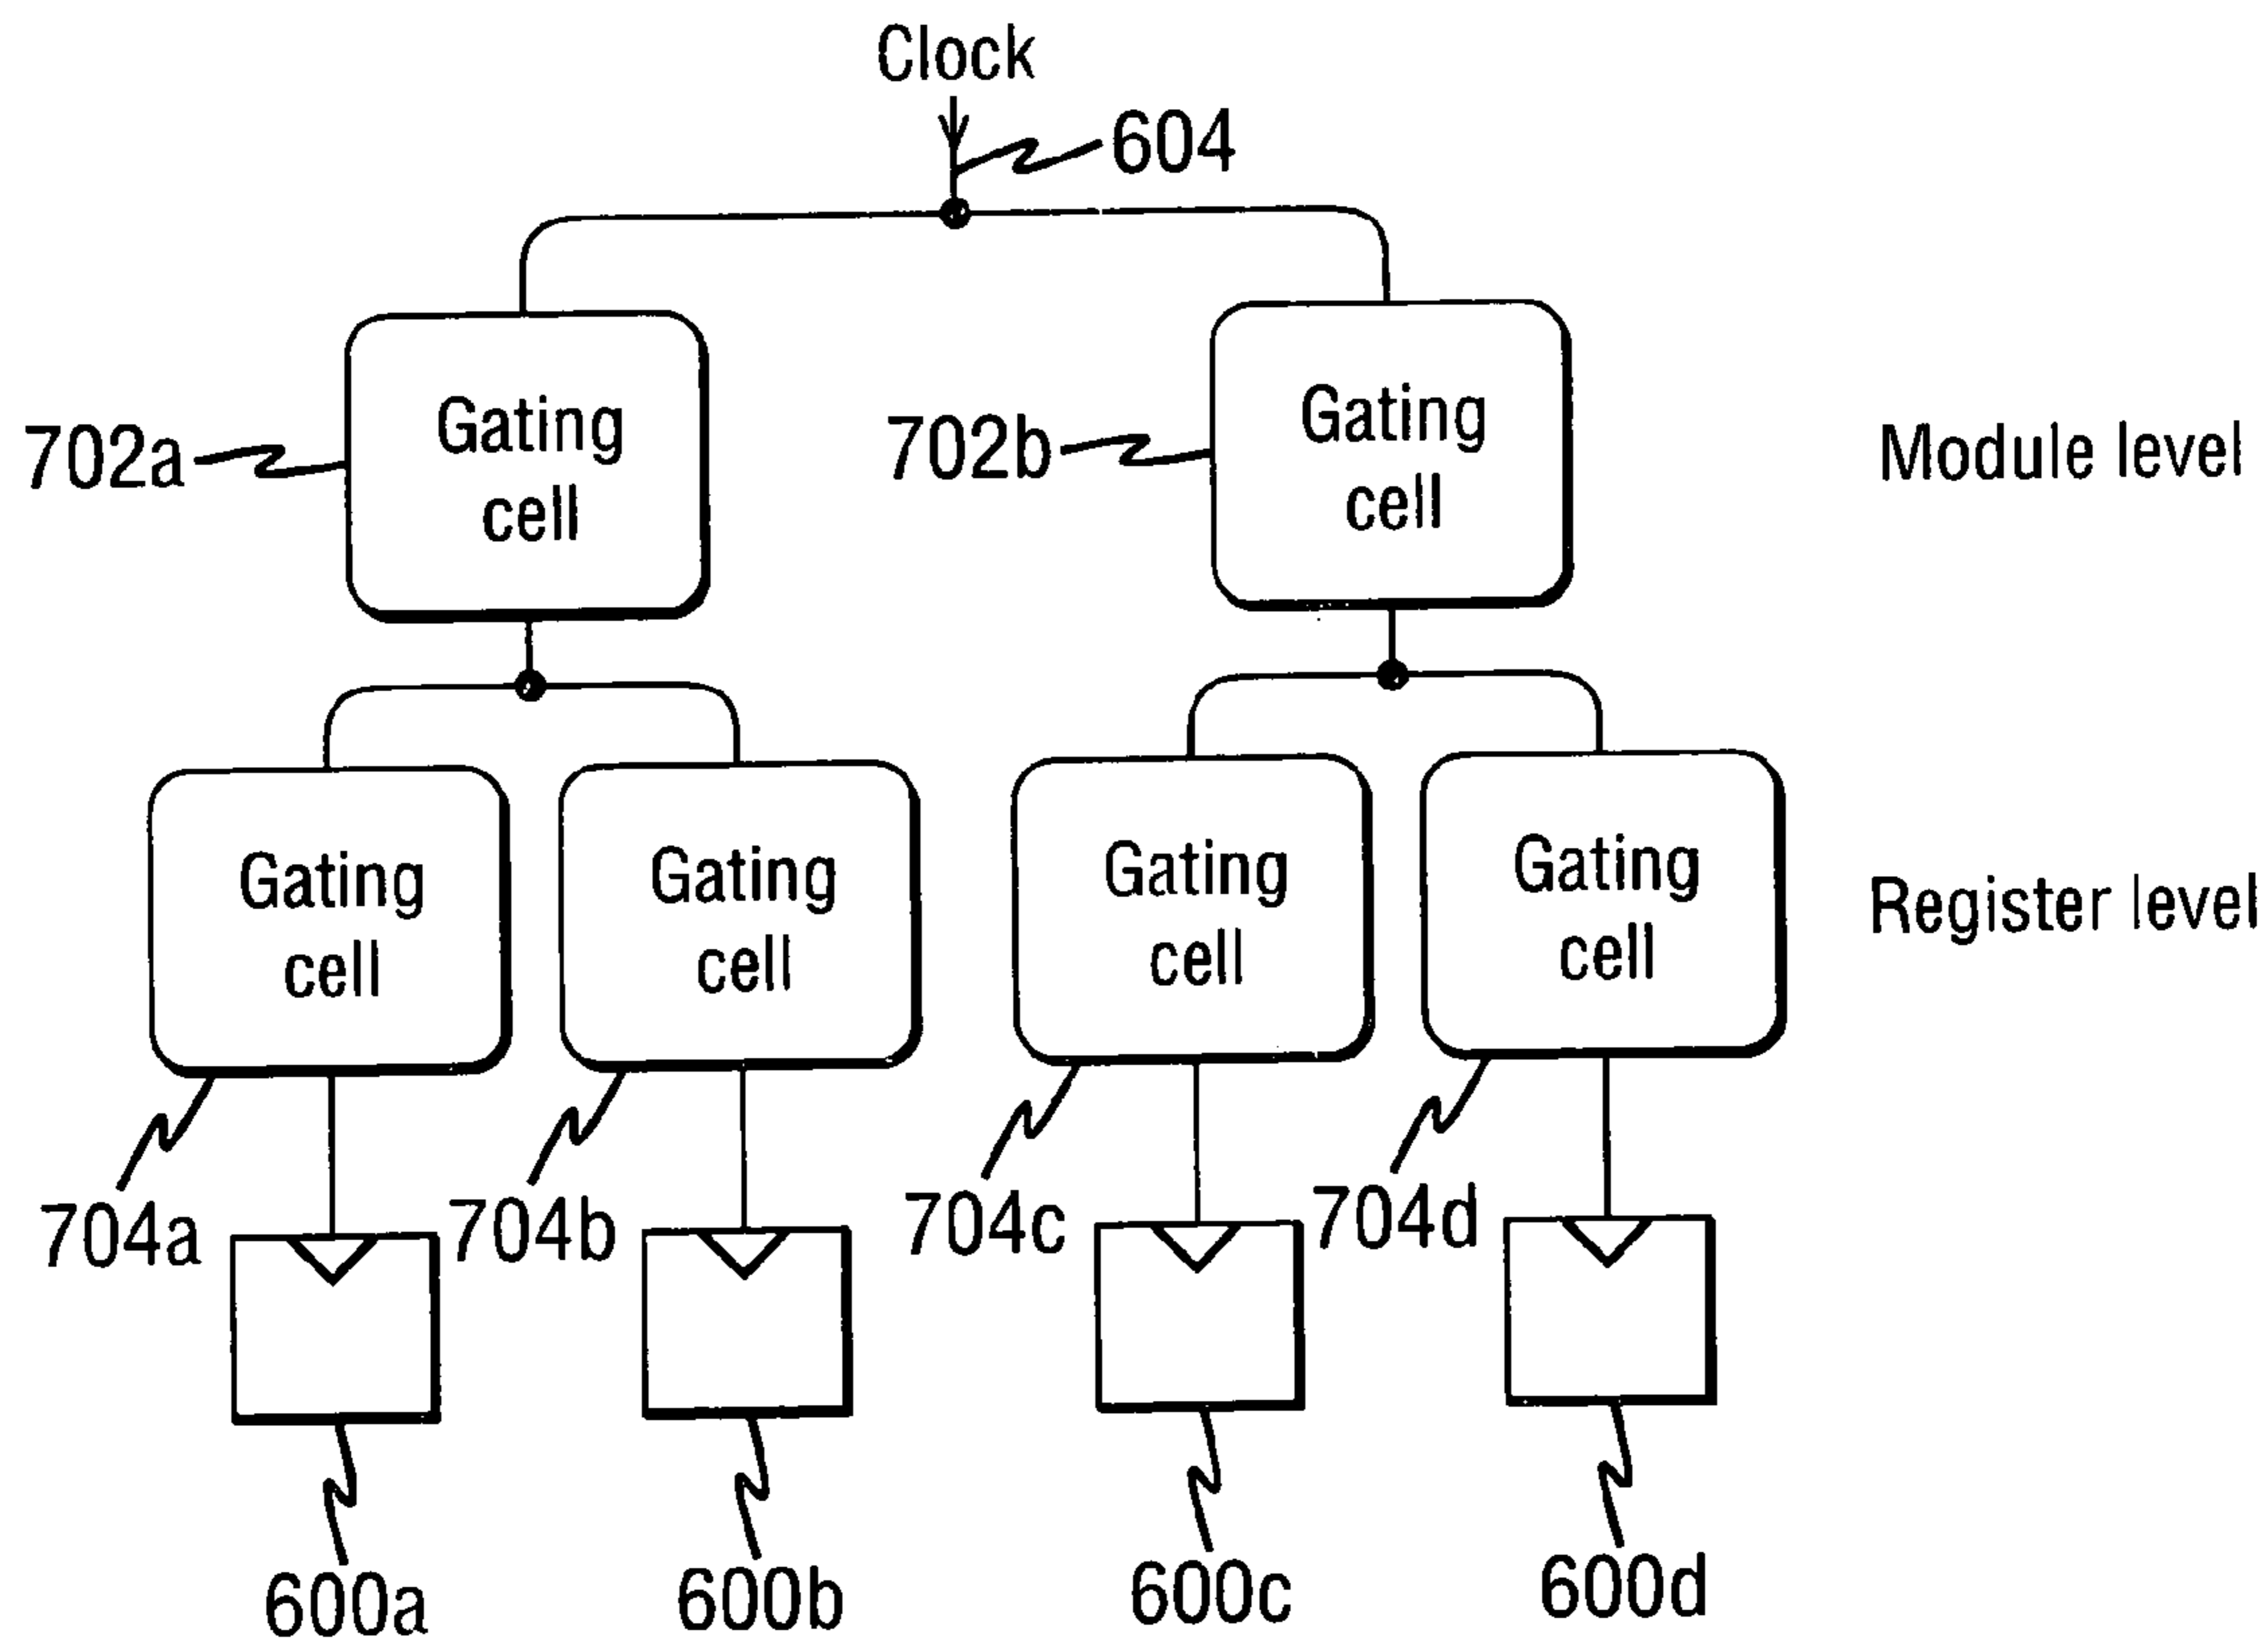 Clock
604
702a
Gating
cell
702b
Gating
cell
Module level
Gating
cell
Gating
cell
Gating
cell
Gating
cell
Register level
704a
704b
704c
704d
600a
600b
600c
600d